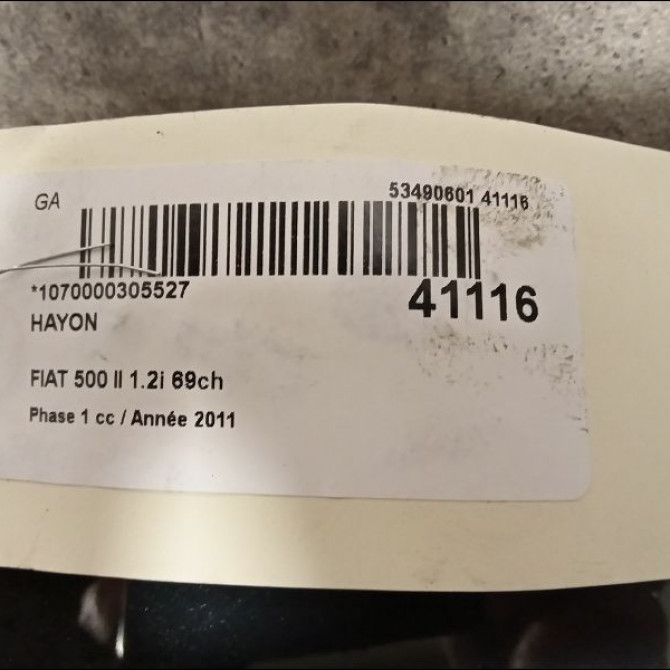 GA
53490601 41116
*1070000305527
41116
HAYON
FIAT 500 II 1.2i 69ch
Phase 1 cc / Année 2011